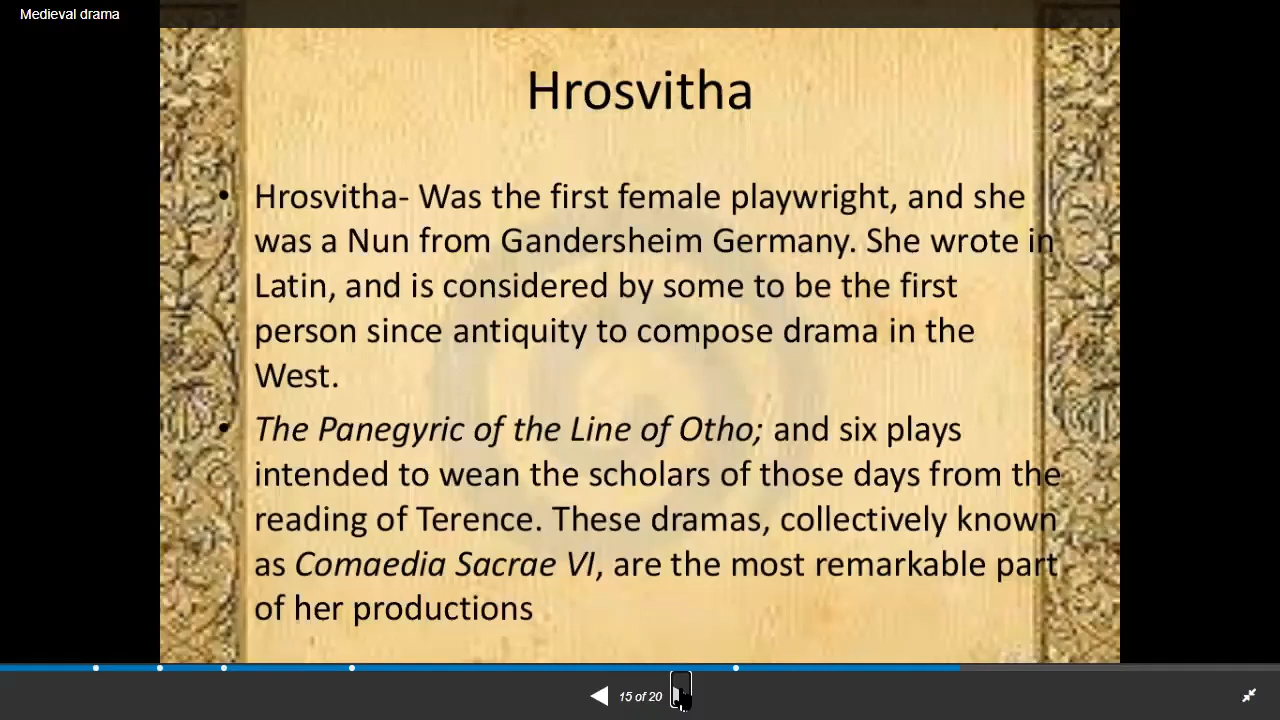 Medieval drama
Hrosvitha
• Hrosvitha- Was the first female playwright, and she
was a Nun from Gandersheim Germany. She wrote in
Latin, and is considered by some to be the first
person since antiquity to compose drama in the
West.
• The Panegyric of the Line of Otho; and six plays
intended to wean the scholars of those days from the
reading of Terence. These dramas, collectively known
as Comaedia Sacrae VI, are the most remarkable part
of her productions
15 of 20